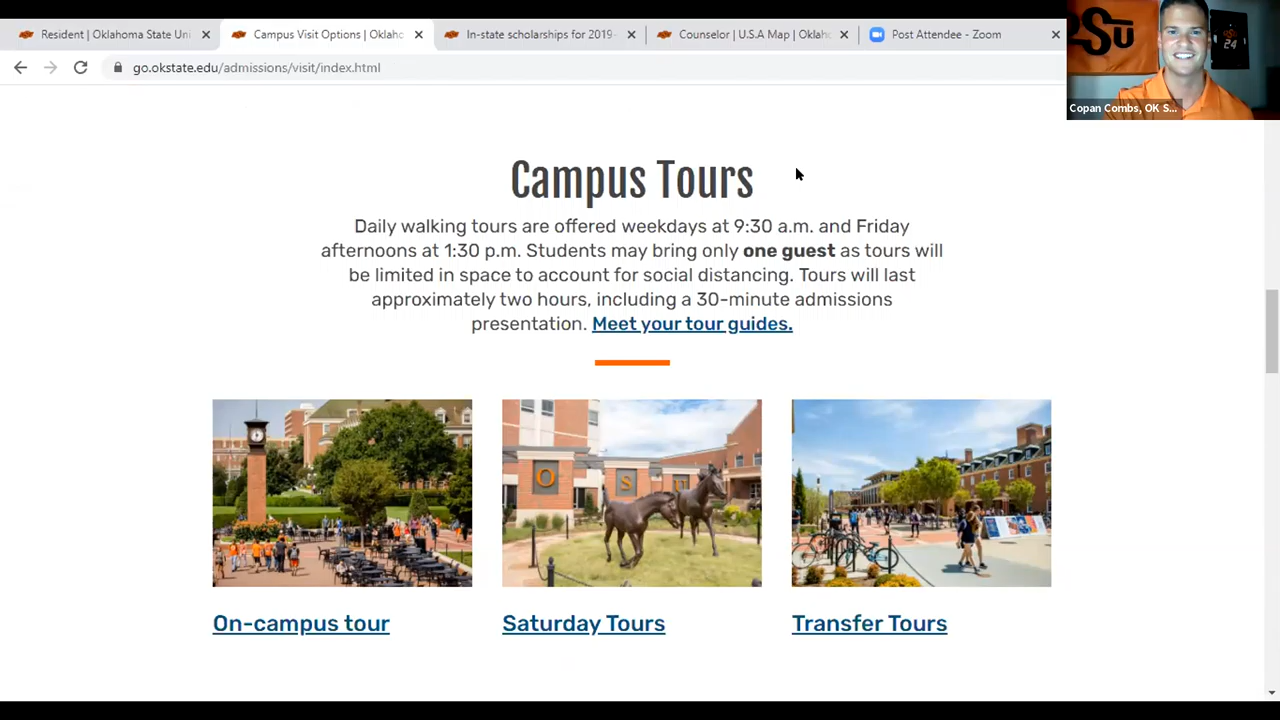 Resident | Oklahoma State Uni
Campus Visit Options | Oklaho
In-state scholarships for 2019-
Counselor | U.S.A Map | Oklaho
Post Attendee - Zoom
go.okstate.edu/admissions/visit/index.html
OSU
24
Copan Combs, OK S...
Campus Tours
Daily walking tours are offered weekdays at 9:30 a.m. and Friday
afternoons at 1:30 p.m. Students may bring only one guest as tours will
be limited in space to account for social distancing. Tours will last
approximately two hours, including a 30-minute admissions
presentation. Meet your tour guides.
O S U
On-campus tour
Saturday Tours
Transfer Tours